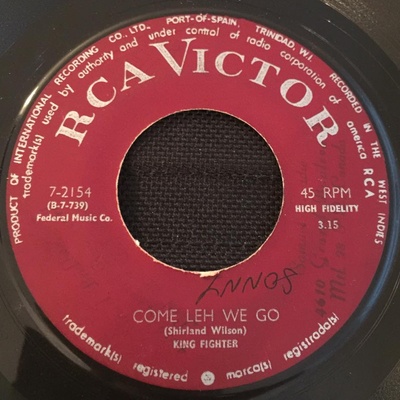 PRODUCT OF INTERNATIONAL RECORDING CO., LTD., PORT-OF-SPAIN, TRINIDAD, W.I. RECORDED IN THE WEST INDIES
trademark(s) used by authority and under control of radio corporation of america RCA
RCA VICTOR
7-2154
(B-7-739)
Federal Music Co.
45 RPM
HIGH FIDELITY
3.15
COME LEH WE GO
(Shirland Wilson)
KING FIGHTER
trademark(s) registered marca(s) registrado(s)